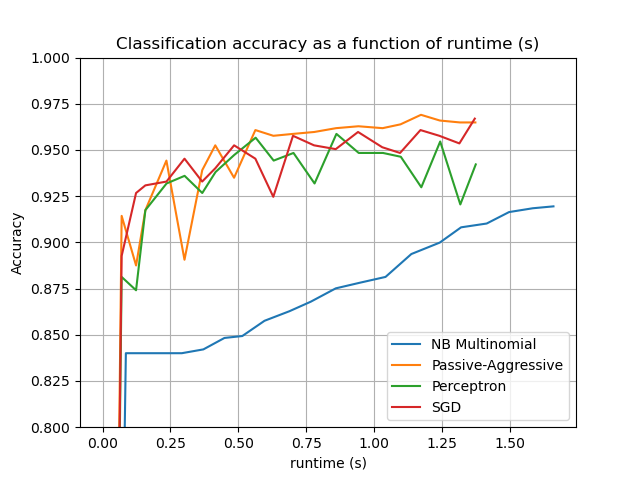 Classification accuracy as a function of runtime (s)
1.000
0.975
0.950
0.925
0.900
0.875
0.850
0.825
0.800
Accuracy
NB Multinomial
Passive-Aggressive
Perceptron
SGD
0.00 0.25 0.50 0.75 1.00 1.25 1.50
runtime (s)